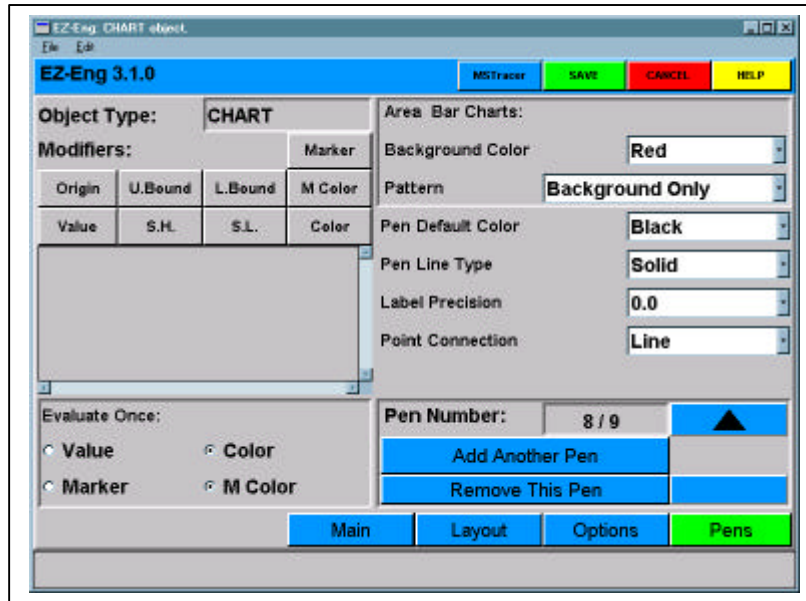 EZ-Eng CHART object.
File Edit
EZ-Eng 3.1.0 MSTracer SAVE CANCEL HELP
Object Type: CHART
Modifiers: Marker
Origin U.Bound L.Bound M Color
Value S.H. S.L. Color
Area Bar Charts:
Background Color Red
Pattern Background Only
Pen Default Color Black
Pen Line Type Solid
Label Precision 0.0
Point Connection Line
Evaluate Once:
Value Color
Marker M Color
Pen Number: 8 / 9
Add Another Pen
Remove This Pen
Main Layout Options Pens